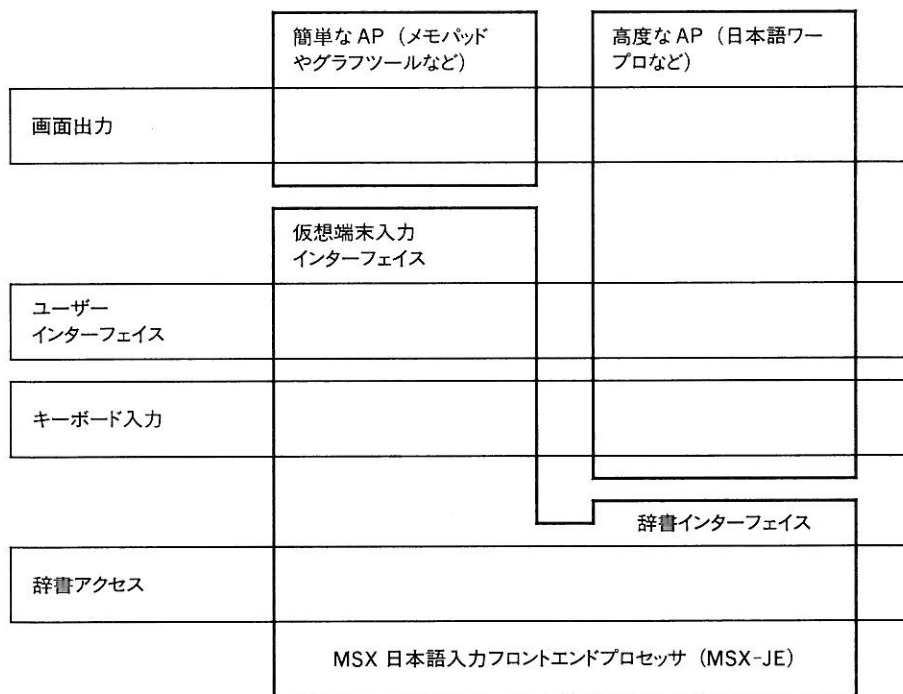 簡単な AP（メモパッド
やグラフツールなど）
高度な AP（日本語ワー
プロなど）
画面出力
仮想端末入力
インターフェイス
ユーザー
インターフェイス
キーボード入力
辞書インターフェイス
辞書アクセス
MSX 日本語入力フロントエンドプロセッサ（MSX-JE）